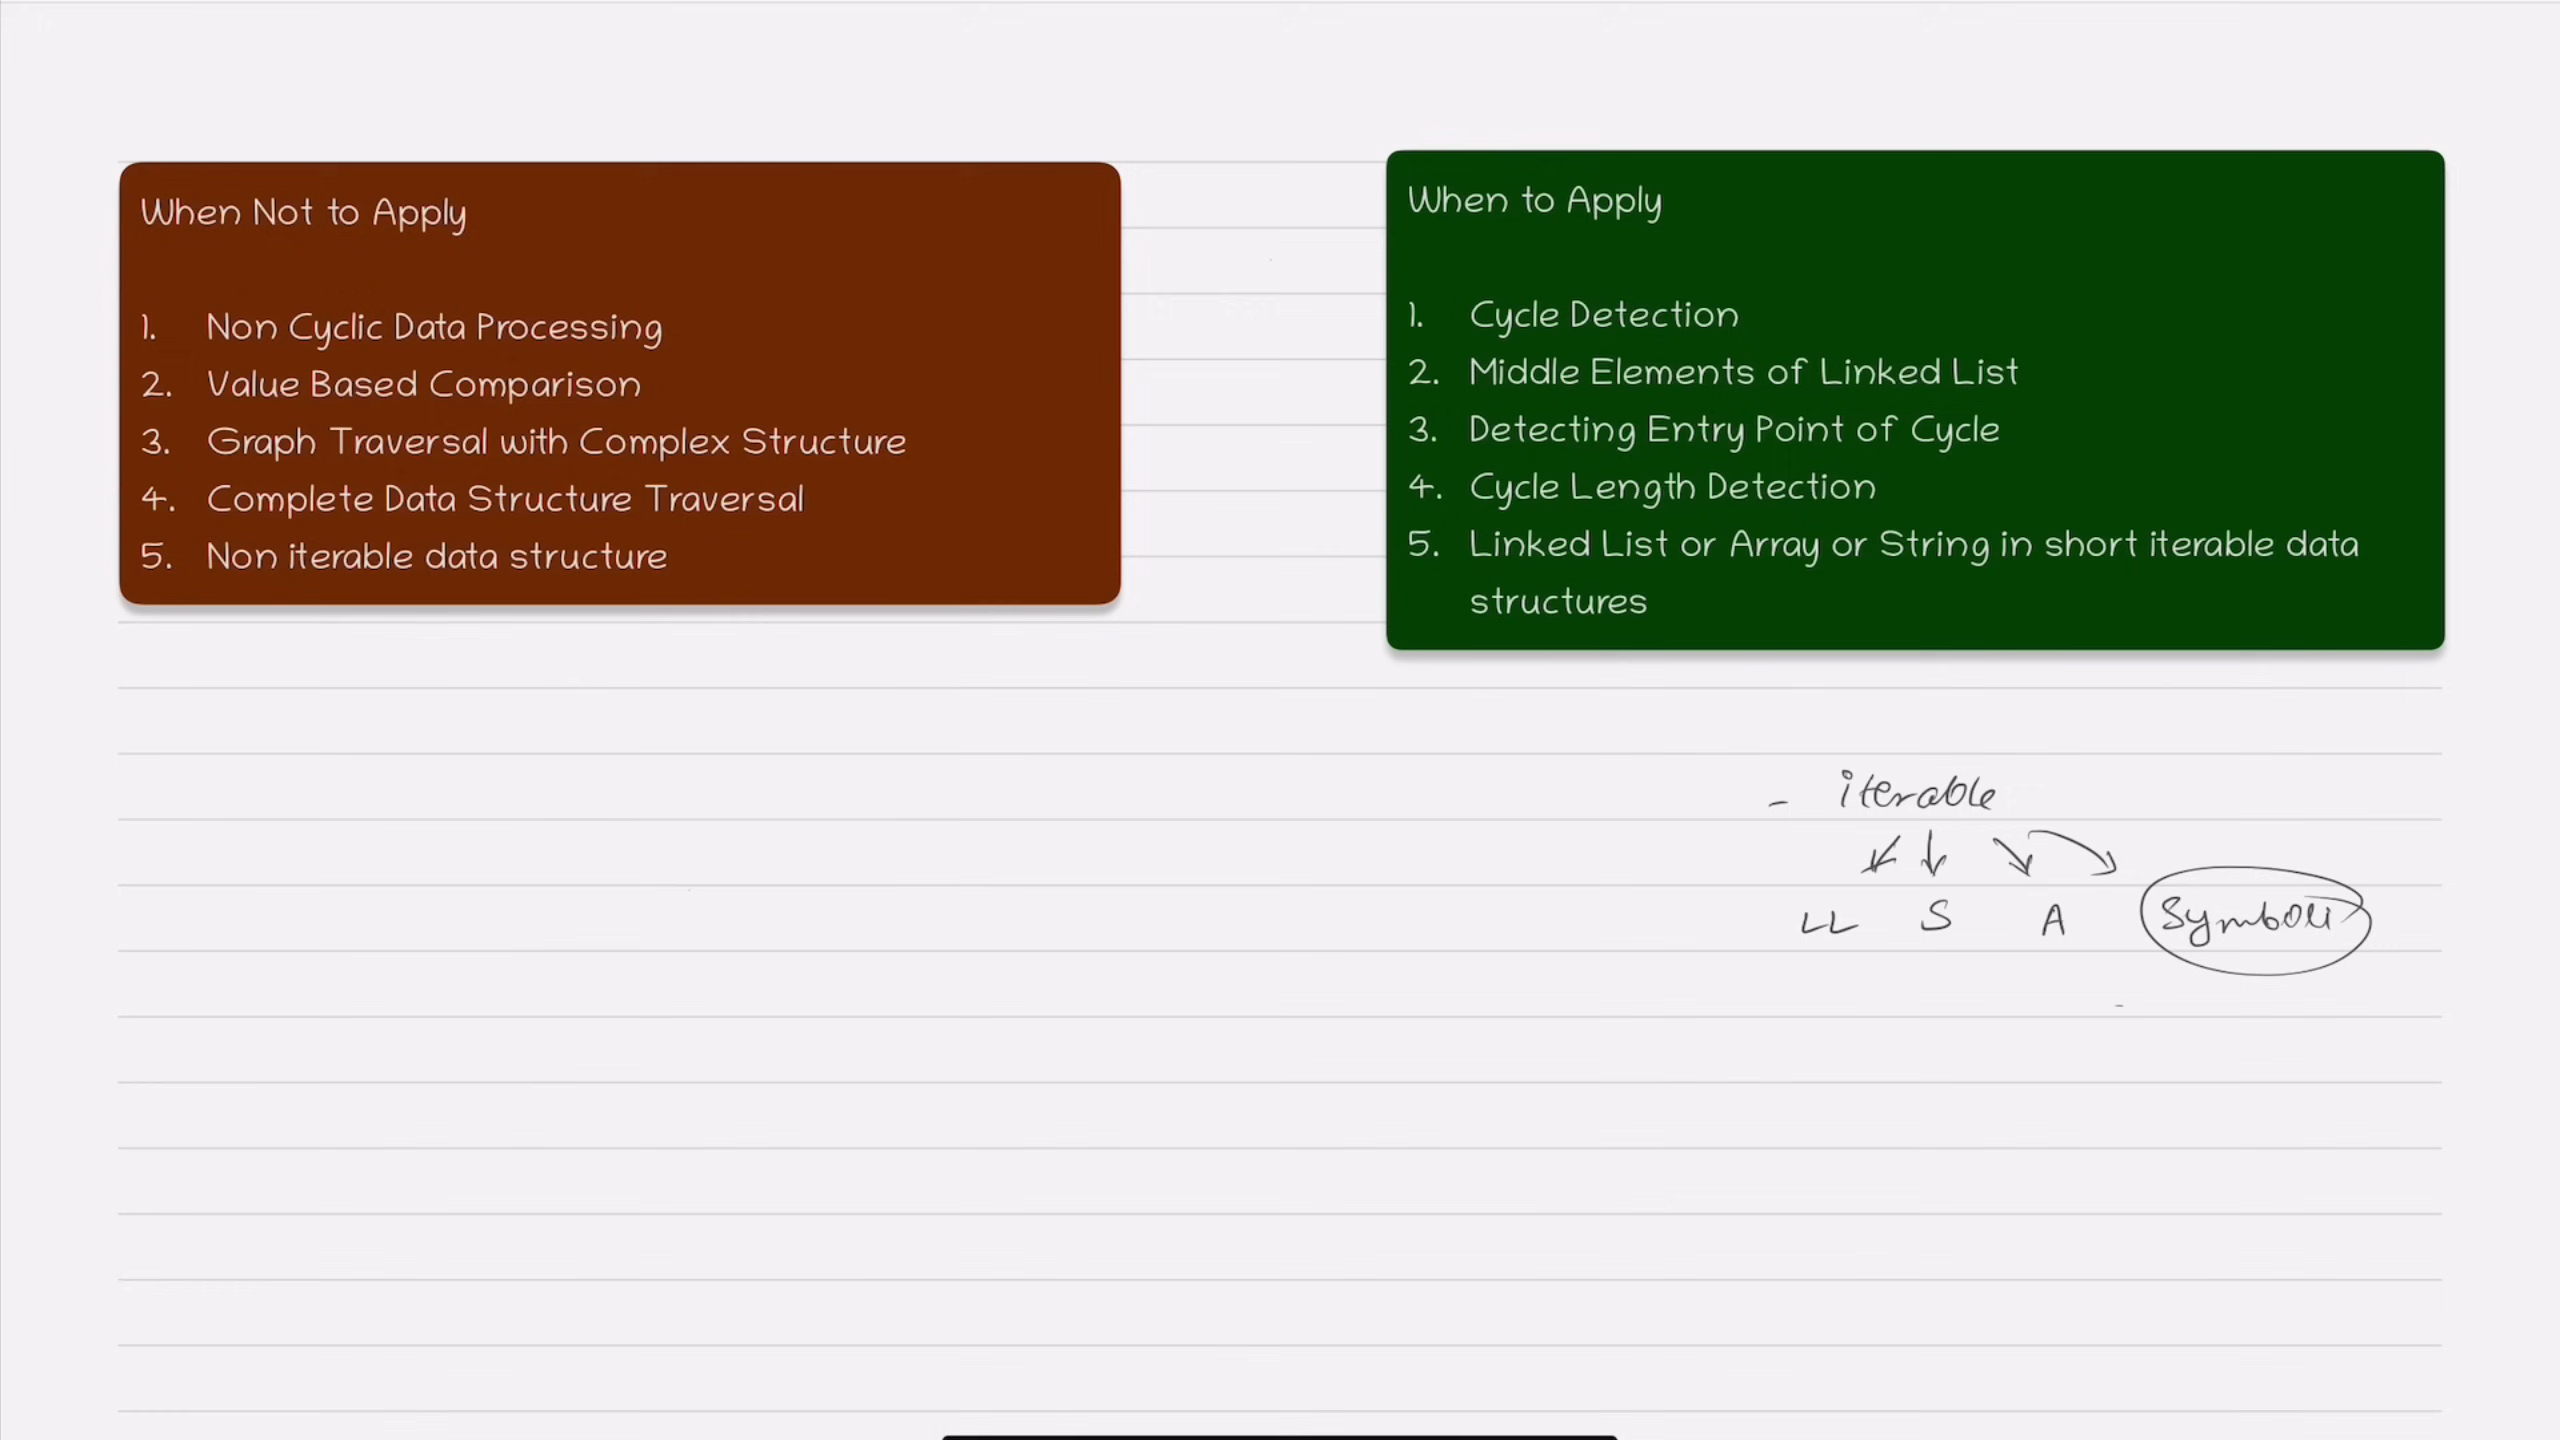 When Not to Apply
1. Non Cyclic Data Processing
2. Value Based Comparison
3. Graph Traversal with Complex Structure
4. Complete Data Structure Traversal
5. Non iterable data structure
When to Apply
1. Cycle Detection
2. Middle Elements of Linked List
3. Detecting Entry Point of Cycle
4. Cycle Length Detection
5. Linked List or Array or String in short iterable data
structures
- iterable
LL S A